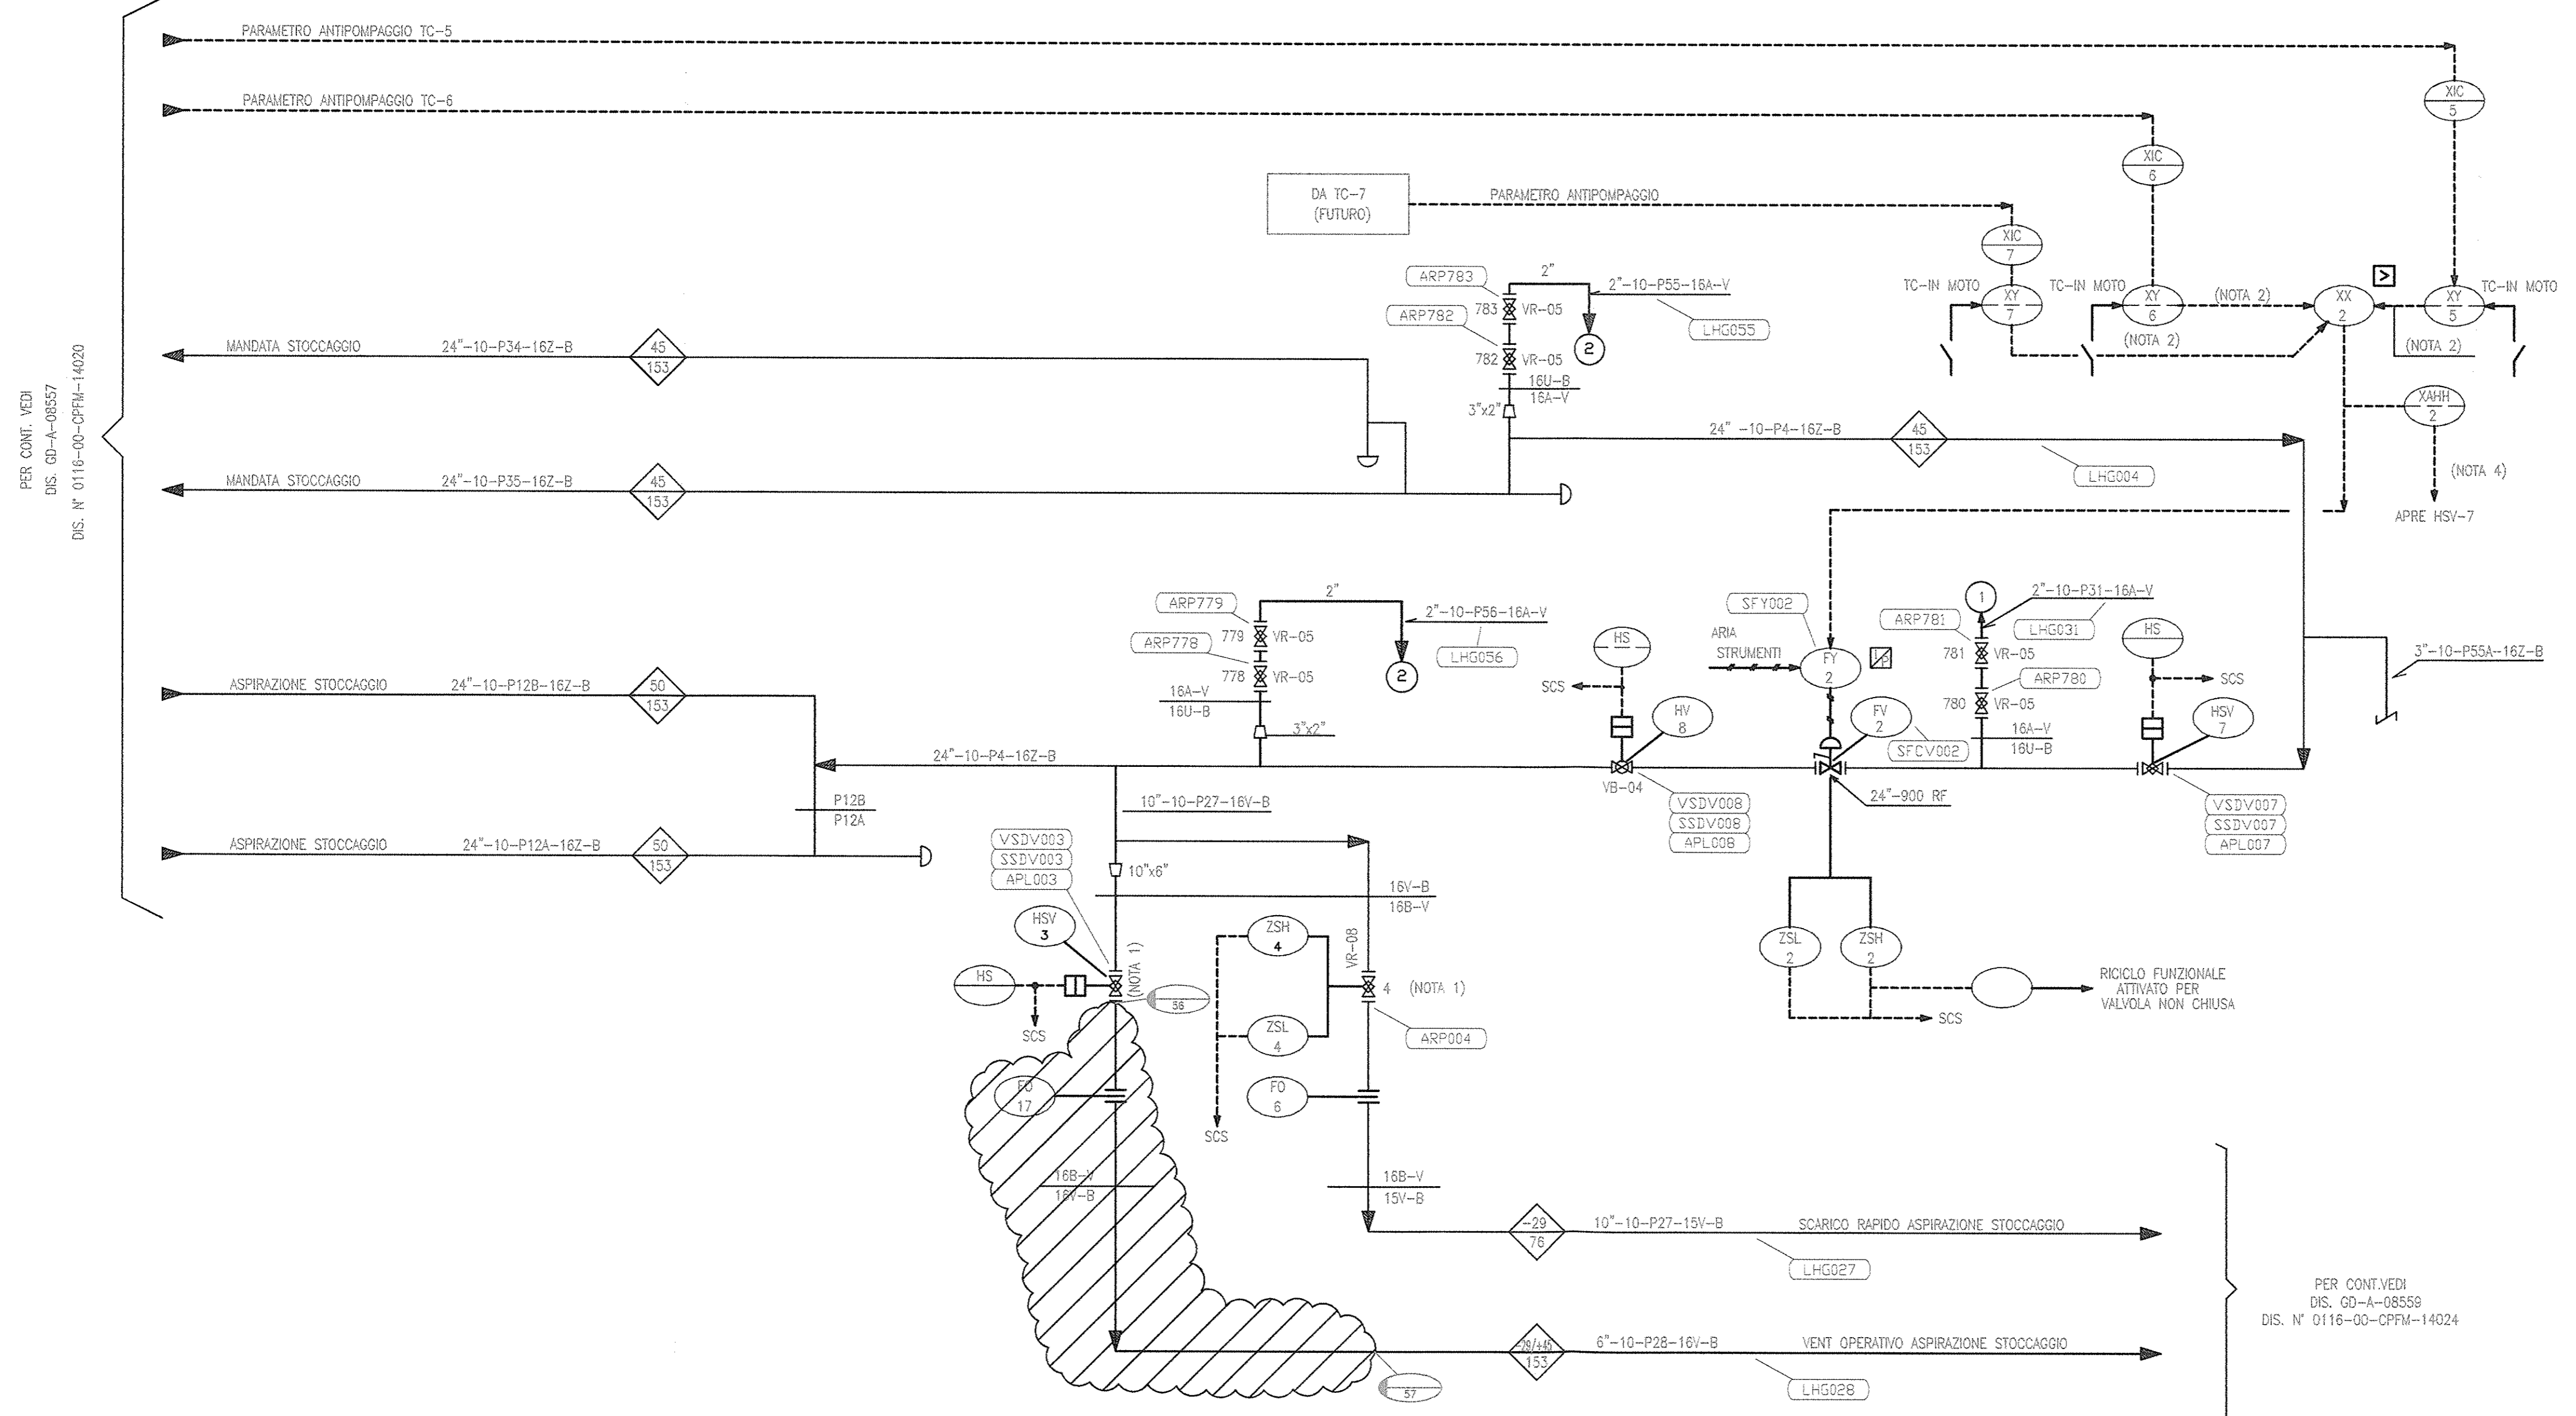 PARAMETRO ANTIPOMPAGGIO TC-5
PARAMETRO ANTIPOMPAGGIO TC-6
XIC
5
XIC
6
DA TC-7
(FUTURO)
PARAMETRO ANTIPOMPAGGIO
XIC
7
TC-IN MOTO
XY
7
TC-IN MOTO
XY
6
(NOTA 2)
(NOTA 2)
XX
2
>
XY
5
TC-IN MOTO
(NOTA 2)
XAHH
2
(NOTA 4)
APRE HSV-7
PER CONT. VEDI
DIS. GD-A-08557
DIS. N° 0116-00-CPFM-14020
MANDATA STOCCAGGIO
24"-10-P34-16Z-B
45
153
MANDATA STOCCAGGIO
24"-10-P35-16Z-B
45
153
ARP783
783
VR-05
ARP782
782
VR-05
2"
2"-10-P55-16A-V
LHG055
2
16U-B
16A-V
3"x2"
24" -10-P4-16Z-B
45
153
LHG004
ARP779
779
VR-05
ARP778
778
VR-05
2"
2"-10-P56-16A-V
LHG056
2
16A-V
16U-B
3"x2"
HS
SCS
HV
8
VB-04
VSDV008
SSDV008
APL008
SFY002
ARIA
STRUMENTI
FY
2
I/P
FV
2
SFCV002
24"-900 RF
1
2"-10-P31-16A-V
LHG031
ARP781
781
VR-05
ARP780
780
VR-05
16A-V
16U-B
HS
SCS
HSV
7
VSDV007
SSDV007
APL007
3"-10-P55A-16Z-B
ASPIRAZIONE STOCCAGGIO
24"-10-P12B-16Z-B
50
153
24"-10-P4-16Z-B
P12B
P12A
ASPIRAZIONE STOCCAGGIO
24"-10-P12A-16Z-B
50
153
10"-10-P27-16V-B
VSDV003
SSDV003
APL003
10"x6"
16V-B
16B-V
HSV
3
(NOTA 1)
HS
SCS
56
ZSH
4
ZSL
4
SCS
VR-08
4
(NOTA 1)
ARP004
FO
17
FO
6
16B-V
16V-B
16B-V
15V-B
ZSL
2
ZSH
2
SCS
RICICLO FUNZIONALE
ATTIVATO PER
VALVOLA NON CHIUSA
-29
76
10"-10-P27-15V-B
SCARICO RAPIDO ASPIRAZIONE STOCCAGGIO
LHG027
-29/+45
153
6"-10-P28-16V-B
VENT OPERATIVO ASPIRAZIONE STOCCAGGIO
LHG028
57
PER CONT.VEDI
DIS. GD-A-08559
DIS. N° 0116-00-CPFM-14024